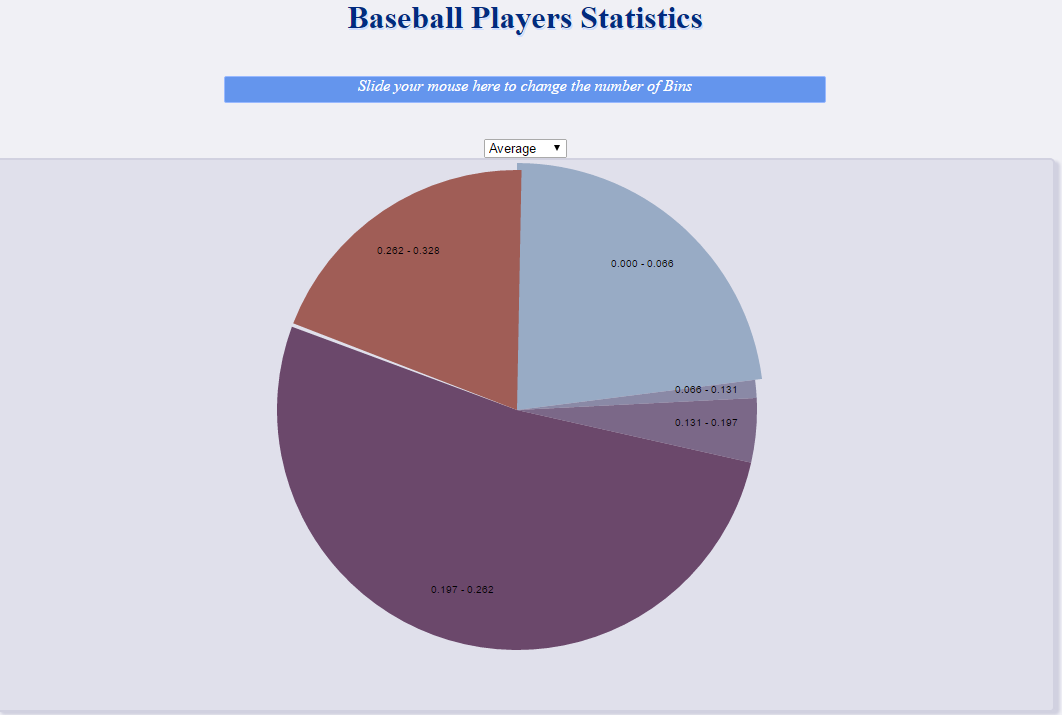 Baseball Players Statistics
Slide your mouse here to change the number of Bins
Average
0.262 - 0.328
0.000 - 0.066
0.066 - 0.131
0.131 - 0.197
0.197 - 0.262